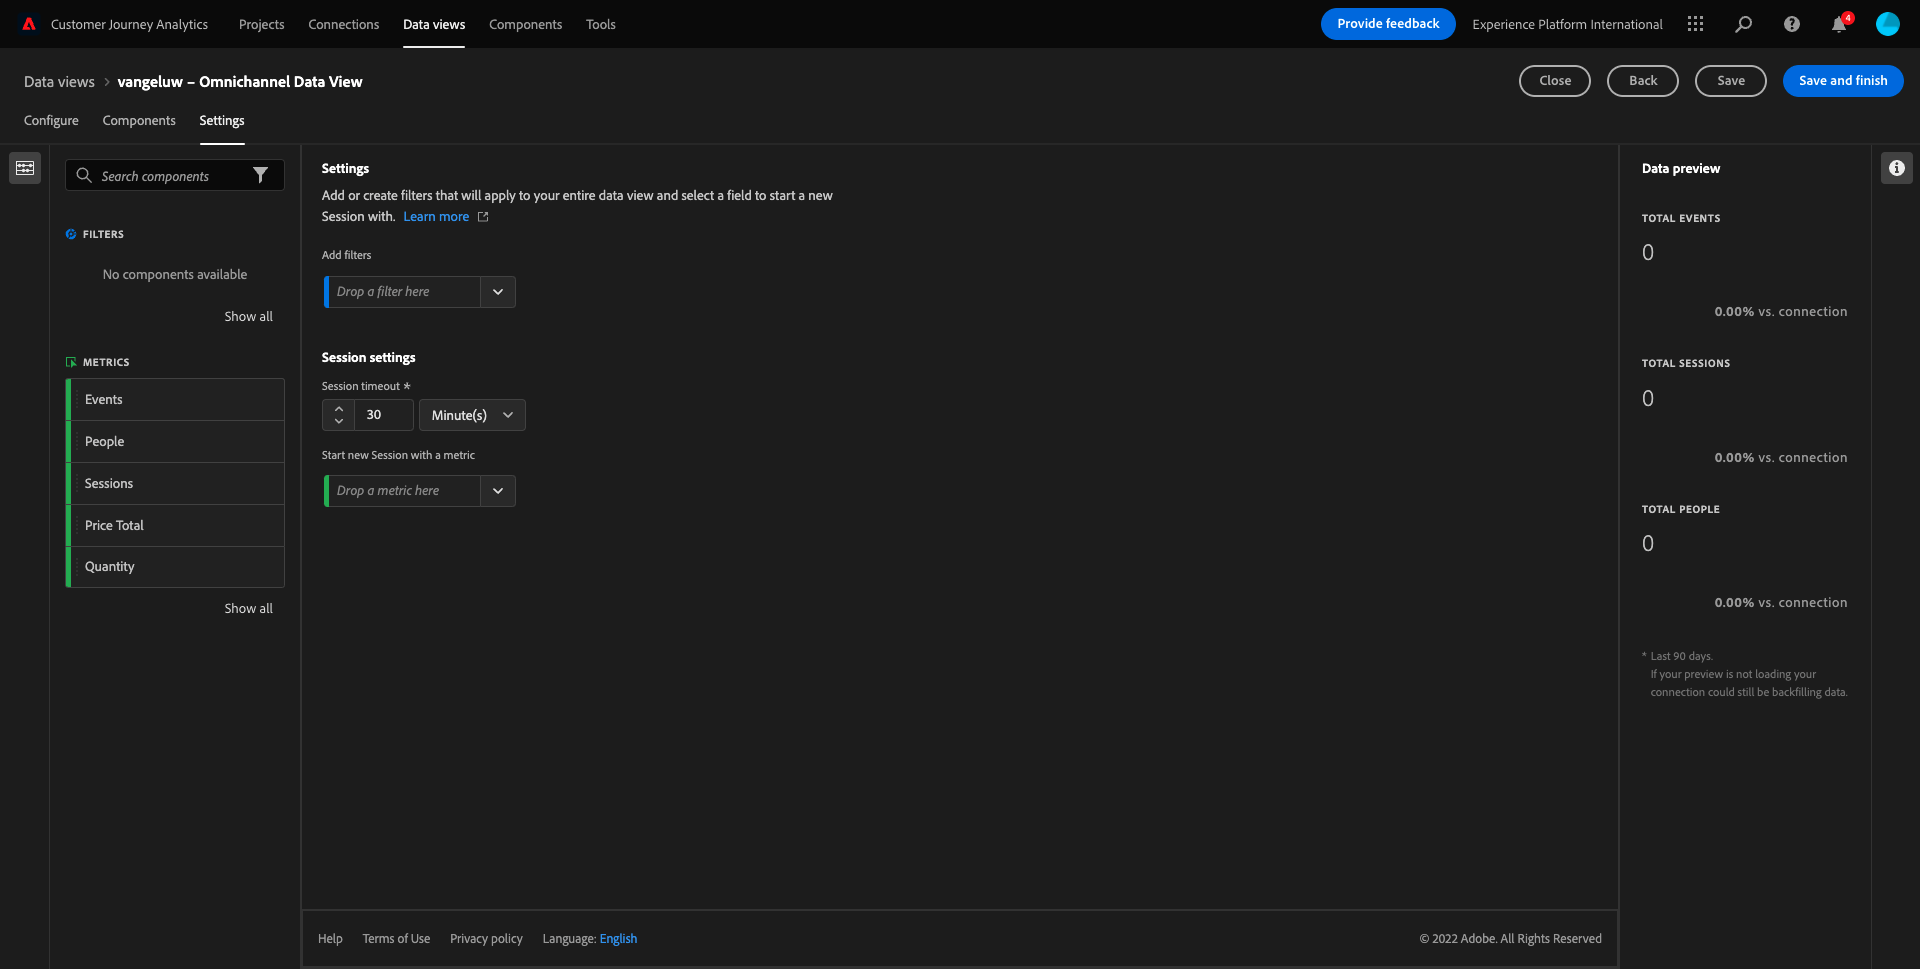 Customer Journey Analytics
Projects
Connections
Data views
Components
Tools
Provide feedback
Experience Platform International
4
Data views
vangeluw – Omnichannel Data View
Close
Back
Save
Save and finish
Configure
Components
Settings
Search components
FILTERS
No components available
Show all
METRICS
Events
People
Sessions
Price Total
Quantity
Show all
Settings
Add or create filters that will apply to your entire data view and select a field to start a new
Session with. Learn more
Add filters
Drop a filter here
Session settings
Session timeout *
30
Minute(s)
Start new Session with a metric
Drop a metric here
Data preview
TOTAL EVENTS
0
0.00% vs. connection
TOTAL SESSIONS
0
0.00% vs. connection
TOTAL PEOPLE
0
0.00% vs. connection
* Last 90 days.
If your preview is not loading your
connection could still be backfilling data.
Help
Terms of Use
Privacy policy
Language: English
© 2022 Adobe. All Rights Reserved